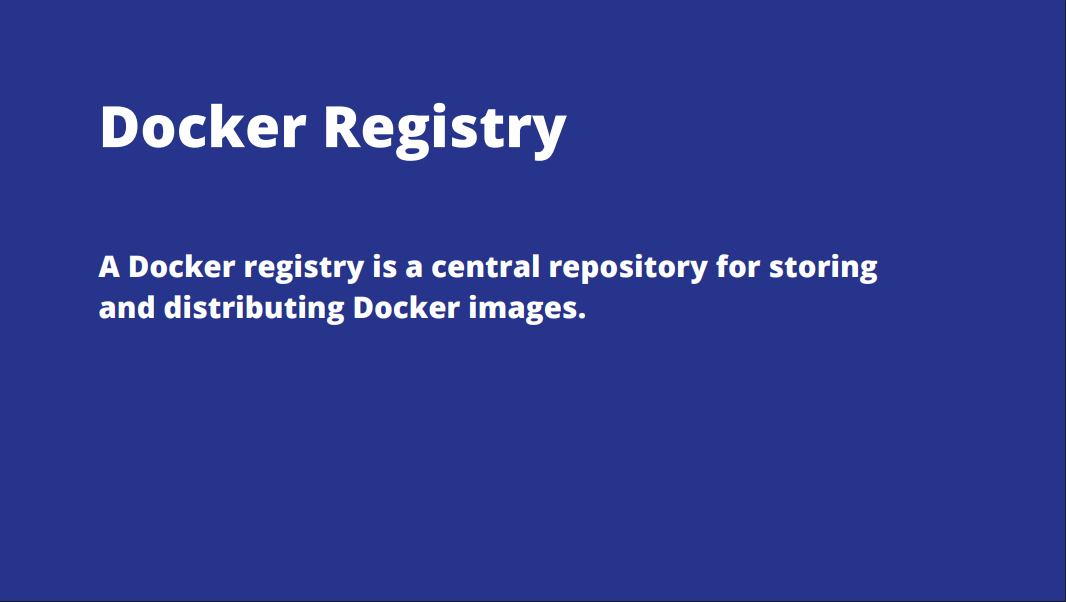 Docker Registry
A Docker registry is a central repository for storing
and distributing Docker images.